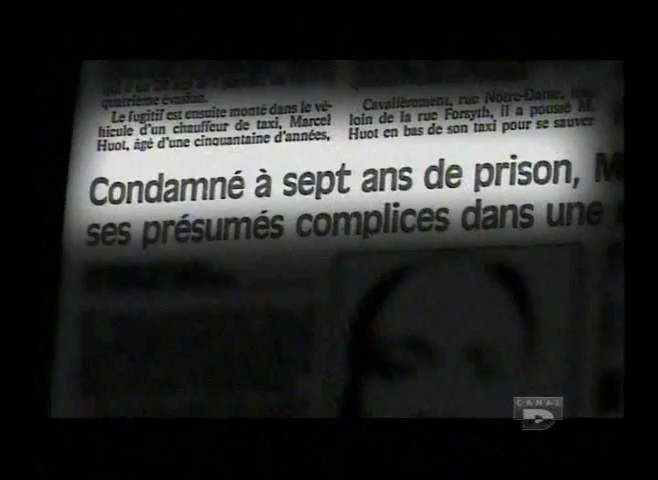 quatrième évasion.
Le fugitif est ensuite monté dans le vé-
hicule d'un chauffeur de taxi, Marcel
Huot, âgé d'une cinquantaine d'années,
Cavalièrement, rue Notre-Dame,
loin de la rue Forsyth, il a poussé M.
Huot en bas de son taxi pour se sauver
Condamné à sept ans de prison, M
ses présumés complices dans une
CANAL
D